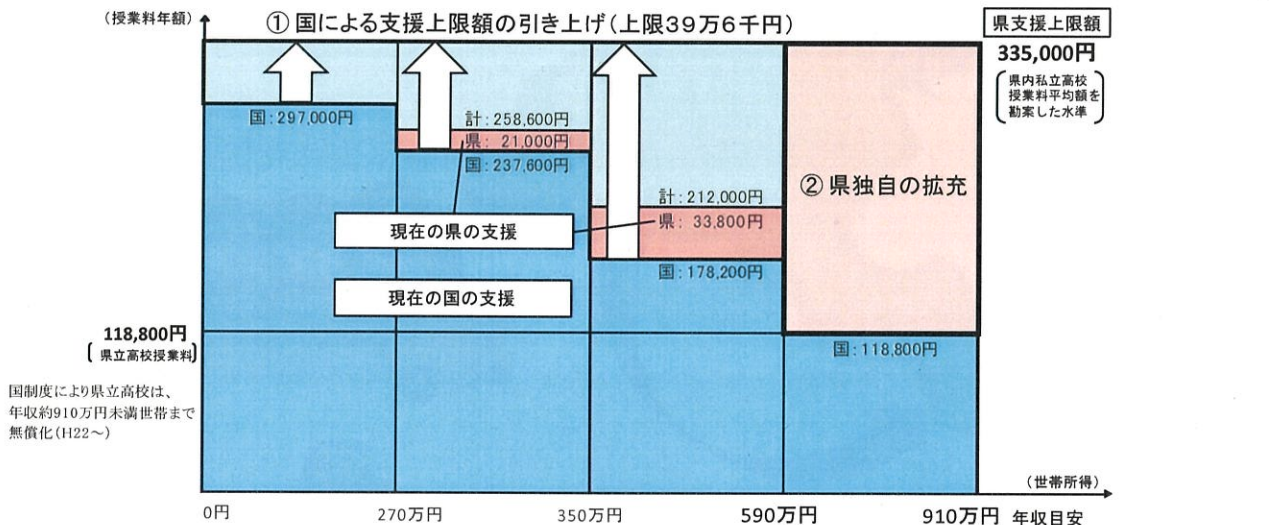 (授業料年額)
① 国による支援上限額の引き上げ(上限39万6千円)
県支援上限額
335,000円
県内私立高校
授業料平均額を
勘案した水準
国:297,000円
計:258,600円
県: 21,000円
国:237,600円
計:212,000円
県: 33,800円
国:178,200円
② 県独自の拡充
現在の県の支援
現在の国の支援
118,800円
県立高校授業料
国:118,800円
国制度により県立高校は、
年収約910万円未満世帯まで
無償化(H22~)
(世帯所得)
0円
270万円
350万円
590万円
910万円
年収目安